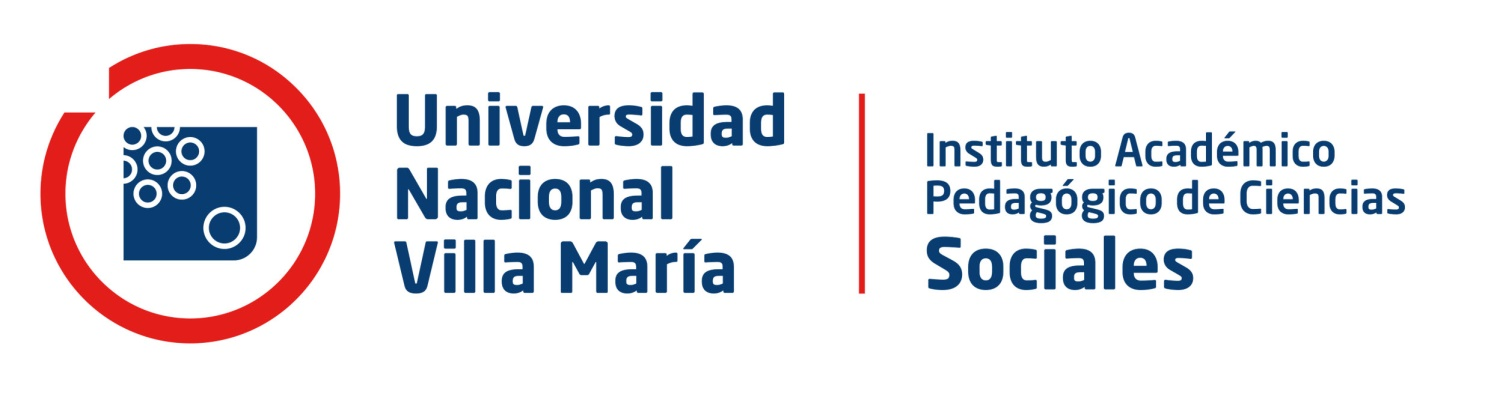 Universidad
Nacional
Villa María
Instituto Académico
Pedagógico de Ciencias
Sociales